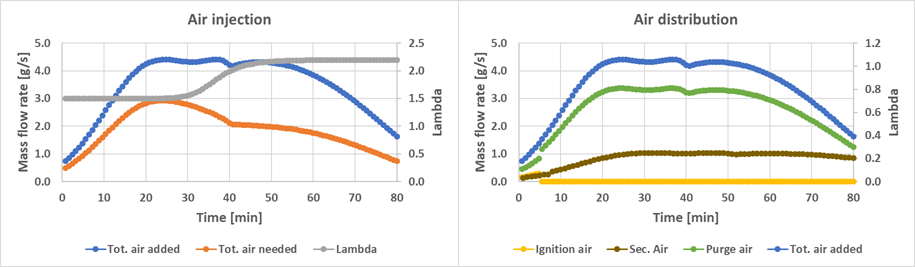 Air injection
Mass flow rate [g/s]
5.0
4.0
3.0
2.0
1.0
0.0
2.5
2.0
1.5
1.0
0.5
0.0
Lambda
0 10 20 30 40 50 60 70 80
Time [min]
Tot. air added Tot. air needed Lambda
Air distribution
Mass flow rate [g/s]
5.0
4.0
3.0
2.0
1.0
0.0
1.2
1.0
0.8
0.6
0.4
0.2
0.0
Lambda
0 10 20 30 40 50 60 70 80
Time [min]
Ignition air Sec. Air Purge air Tot. air added